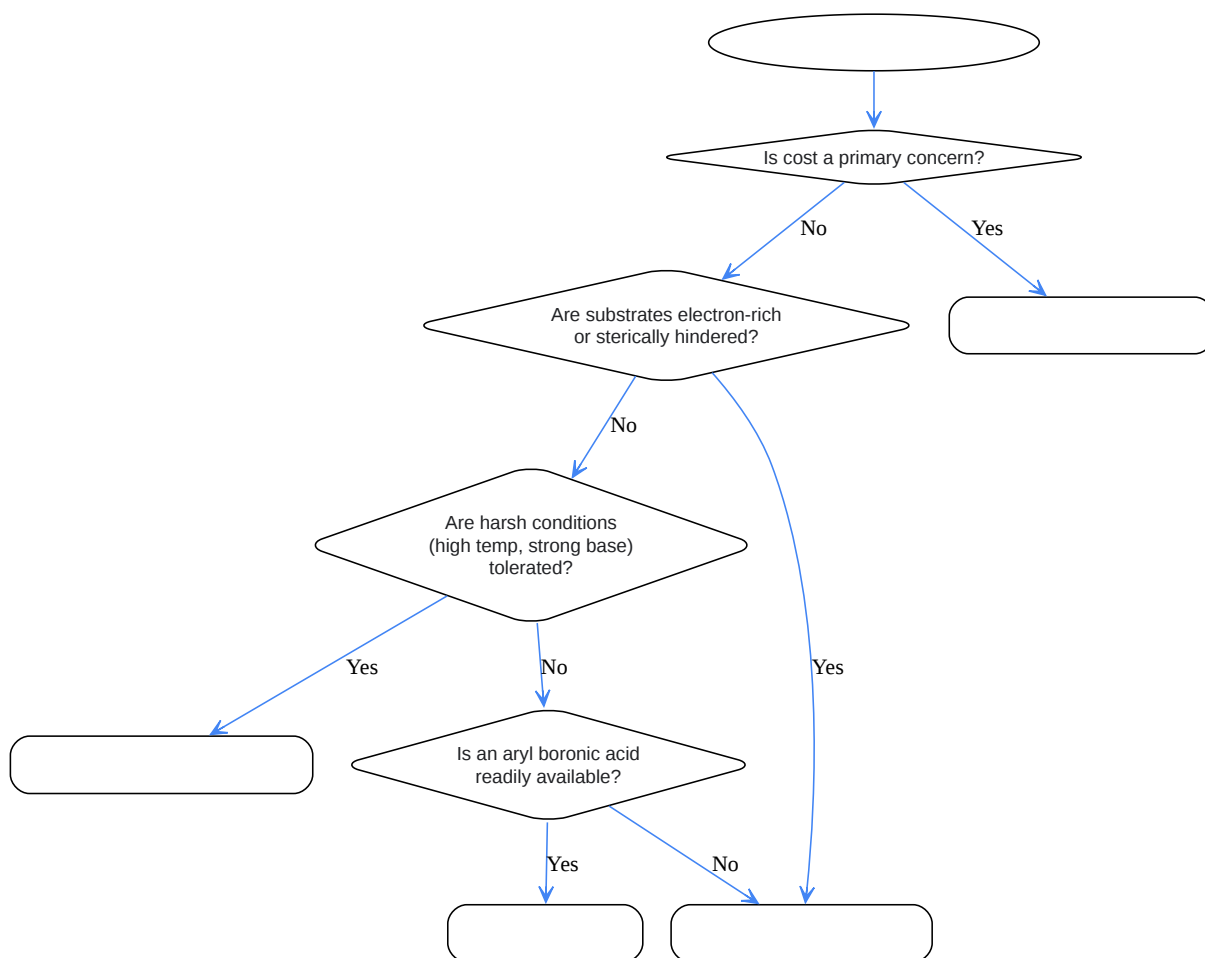 Is cost a primary concern?
No
Yes
Are substrates electron-rich
or sterically hindered?
No
Are harsh conditions
(high temp, strong base)
tolerated?
Yes
No
Yes
Is an aryl boronic acid
readily available?
Yes
No